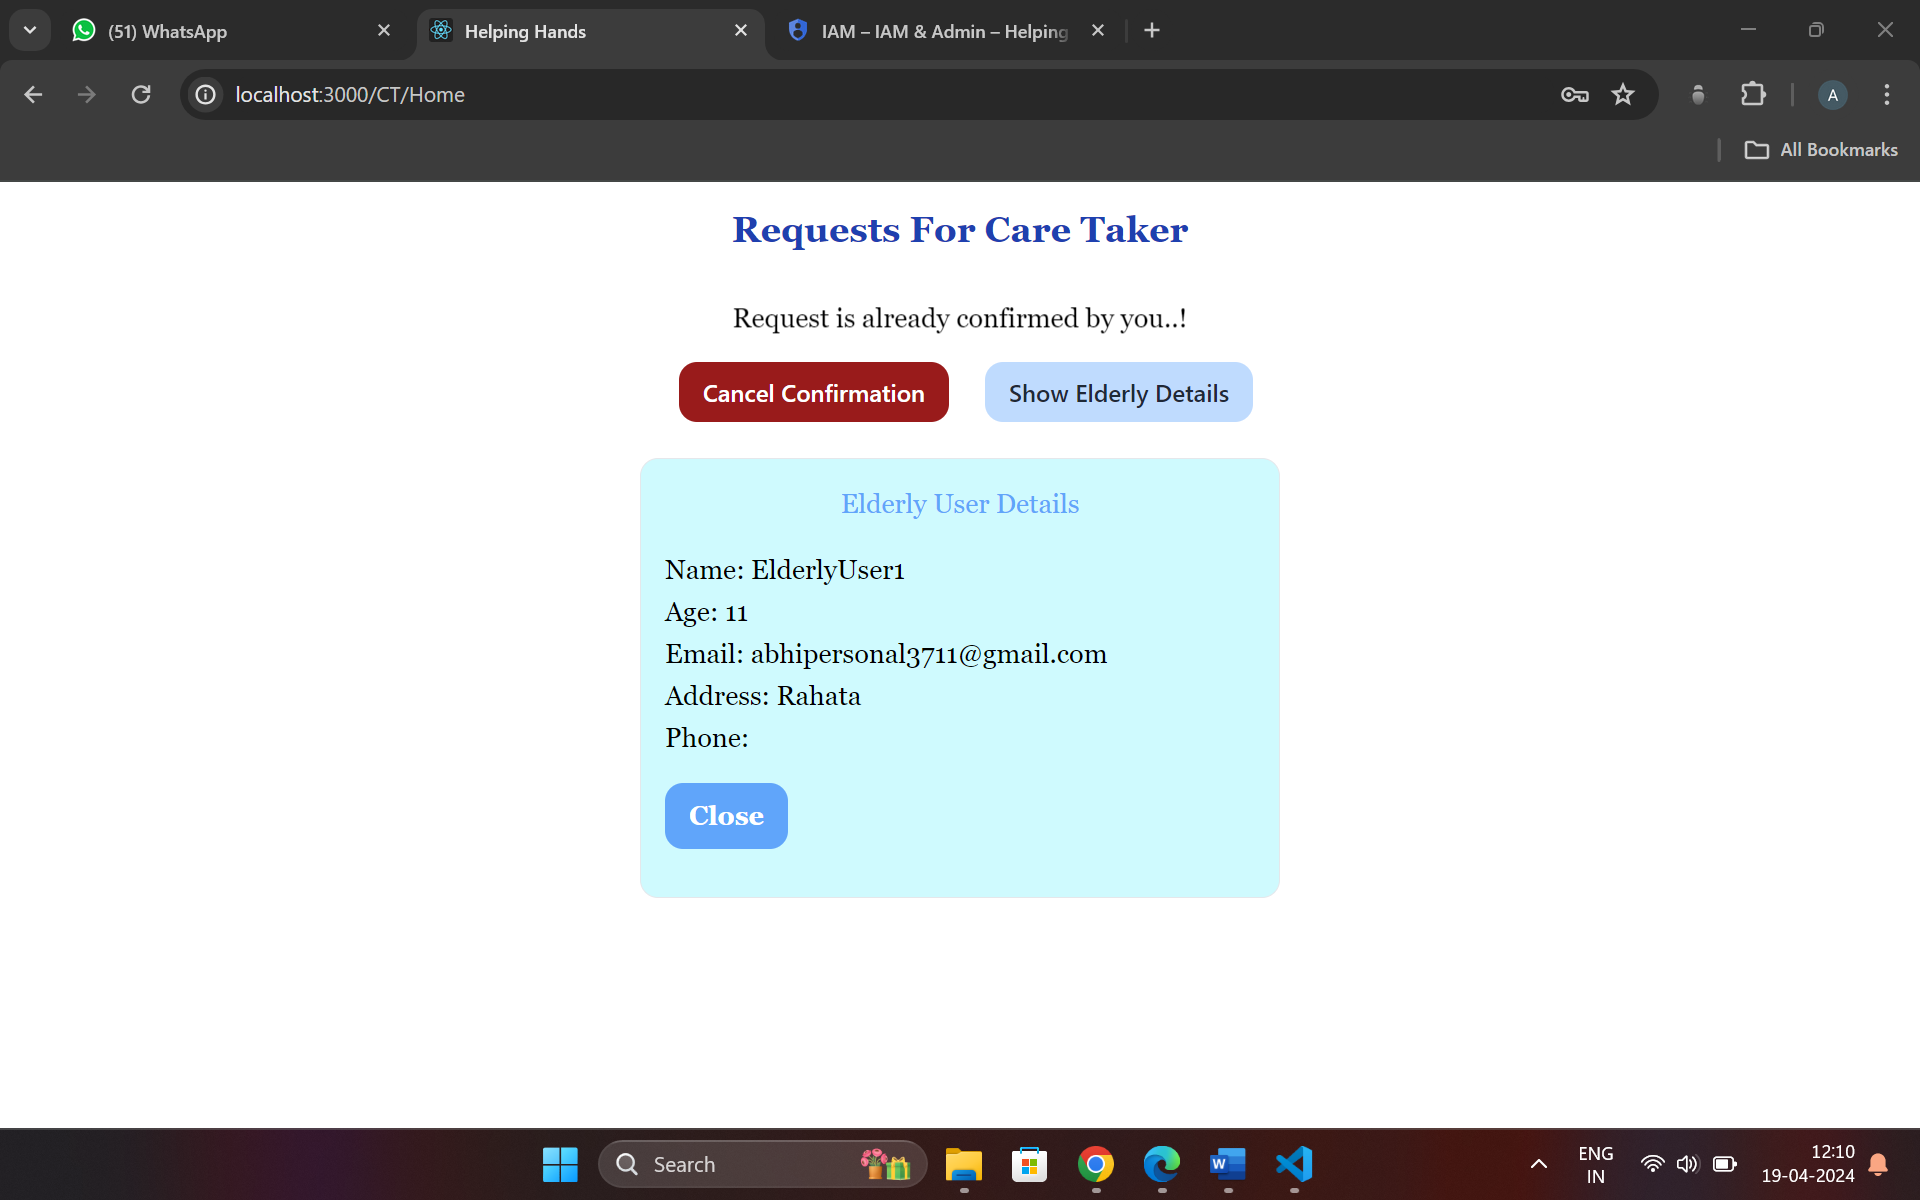 (51) WhatsApp
Helping Hands
IAM – IAM & Admin – Helping
localhost:3000/CT/Home
A
All Bookmarks
Requests For Care Taker
Request is already confirmed by you..!
Cancel Confirmation
Show Elderly Details
Elderly User Details
Name: ElderlyUser1
Age: 11
Email: abhipersonal3711@gmail.com
Address: Rahata
Phone:
Close
Search
W
ENG
IN
12:10
19-04-2024